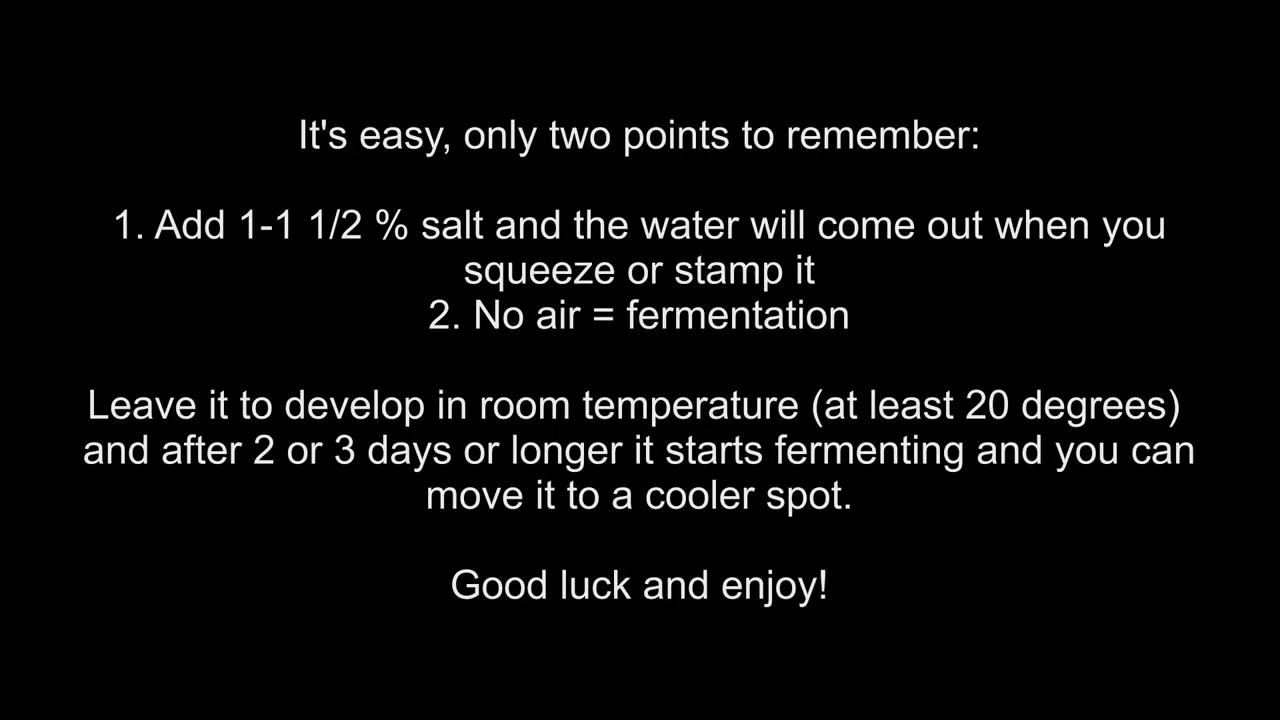 It's easy, only two points to remember:
1. Add 1-1 1/2 % salt and the water will come out when you
squeeze or stamp it
2. No air = fermentation
Leave it to develop in room temperature (at least 20 degrees)
and after 2 or 3 days or longer it starts fermenting and you can
move it to a cooler spot.
Good luck and enjoy!